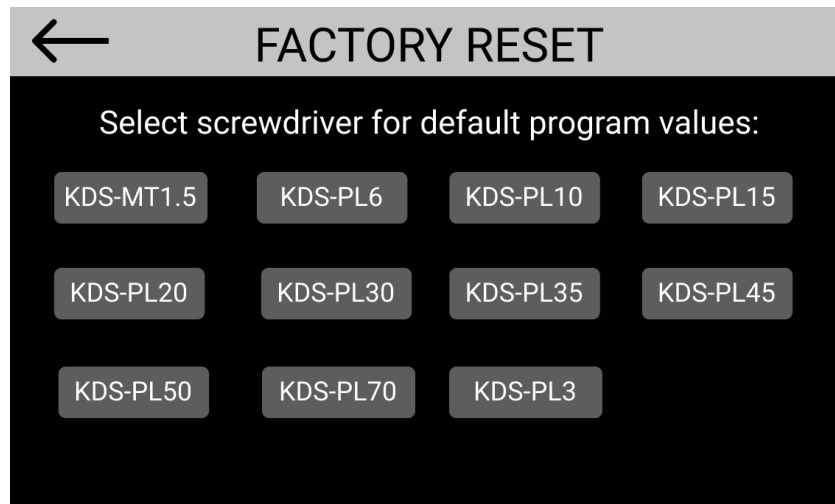 FACTORY RESET
Select screwdriver for default program values:
KDS-MT1.5 KDS-PL6 KDS-PL10 KDS-PL15
KDS-PL20 KDS-PL30 KDS-PL35 KDS-PL45
KDS-PL50 KDS-PL70 KDS-PL3